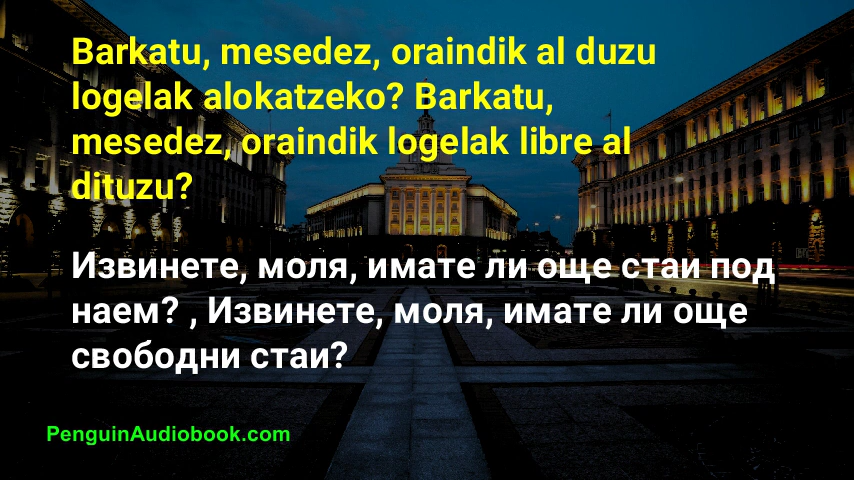 Barkatu, mesedez, oraindik al duzu
logelak alokatzeko? Barkatu,
mesedez, oraindik logelak libre al
dituzu?
Извинете, моля, имате ли още стаи под
наем? , Извинете, моля, имате ли още
свободни стаи?
PenguinAudiobook.com